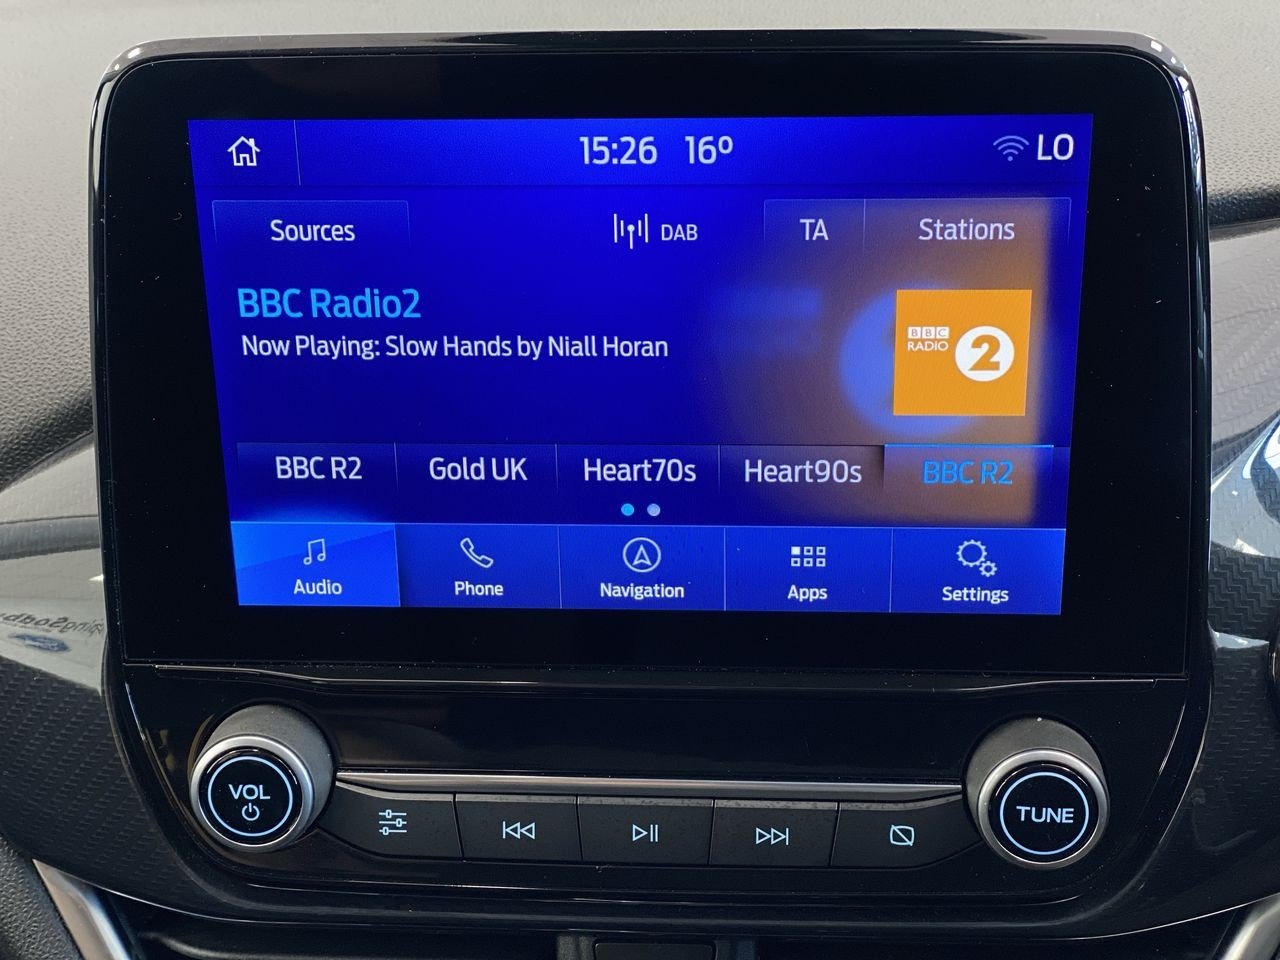 15:26 16º LO
Sources DAB TA Stations
BBC Radio2
Now Playing: Slow Hands by Niall Horan
BBC
RADIO 2
BBC R2 Gold UK Heart70s Heart90s BBC R2
Audio Phone Navigation Apps Settings
VOL TUNE